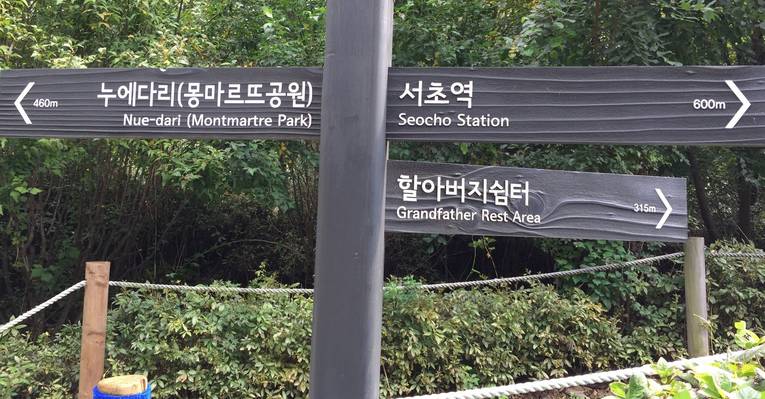 460m
누에다리(몽마르뜨공원)
Nue-dari (Montmartre Park)
서초역
Seocho Station
600m
할아버지쉼터
Grandfather Rest Area
315m